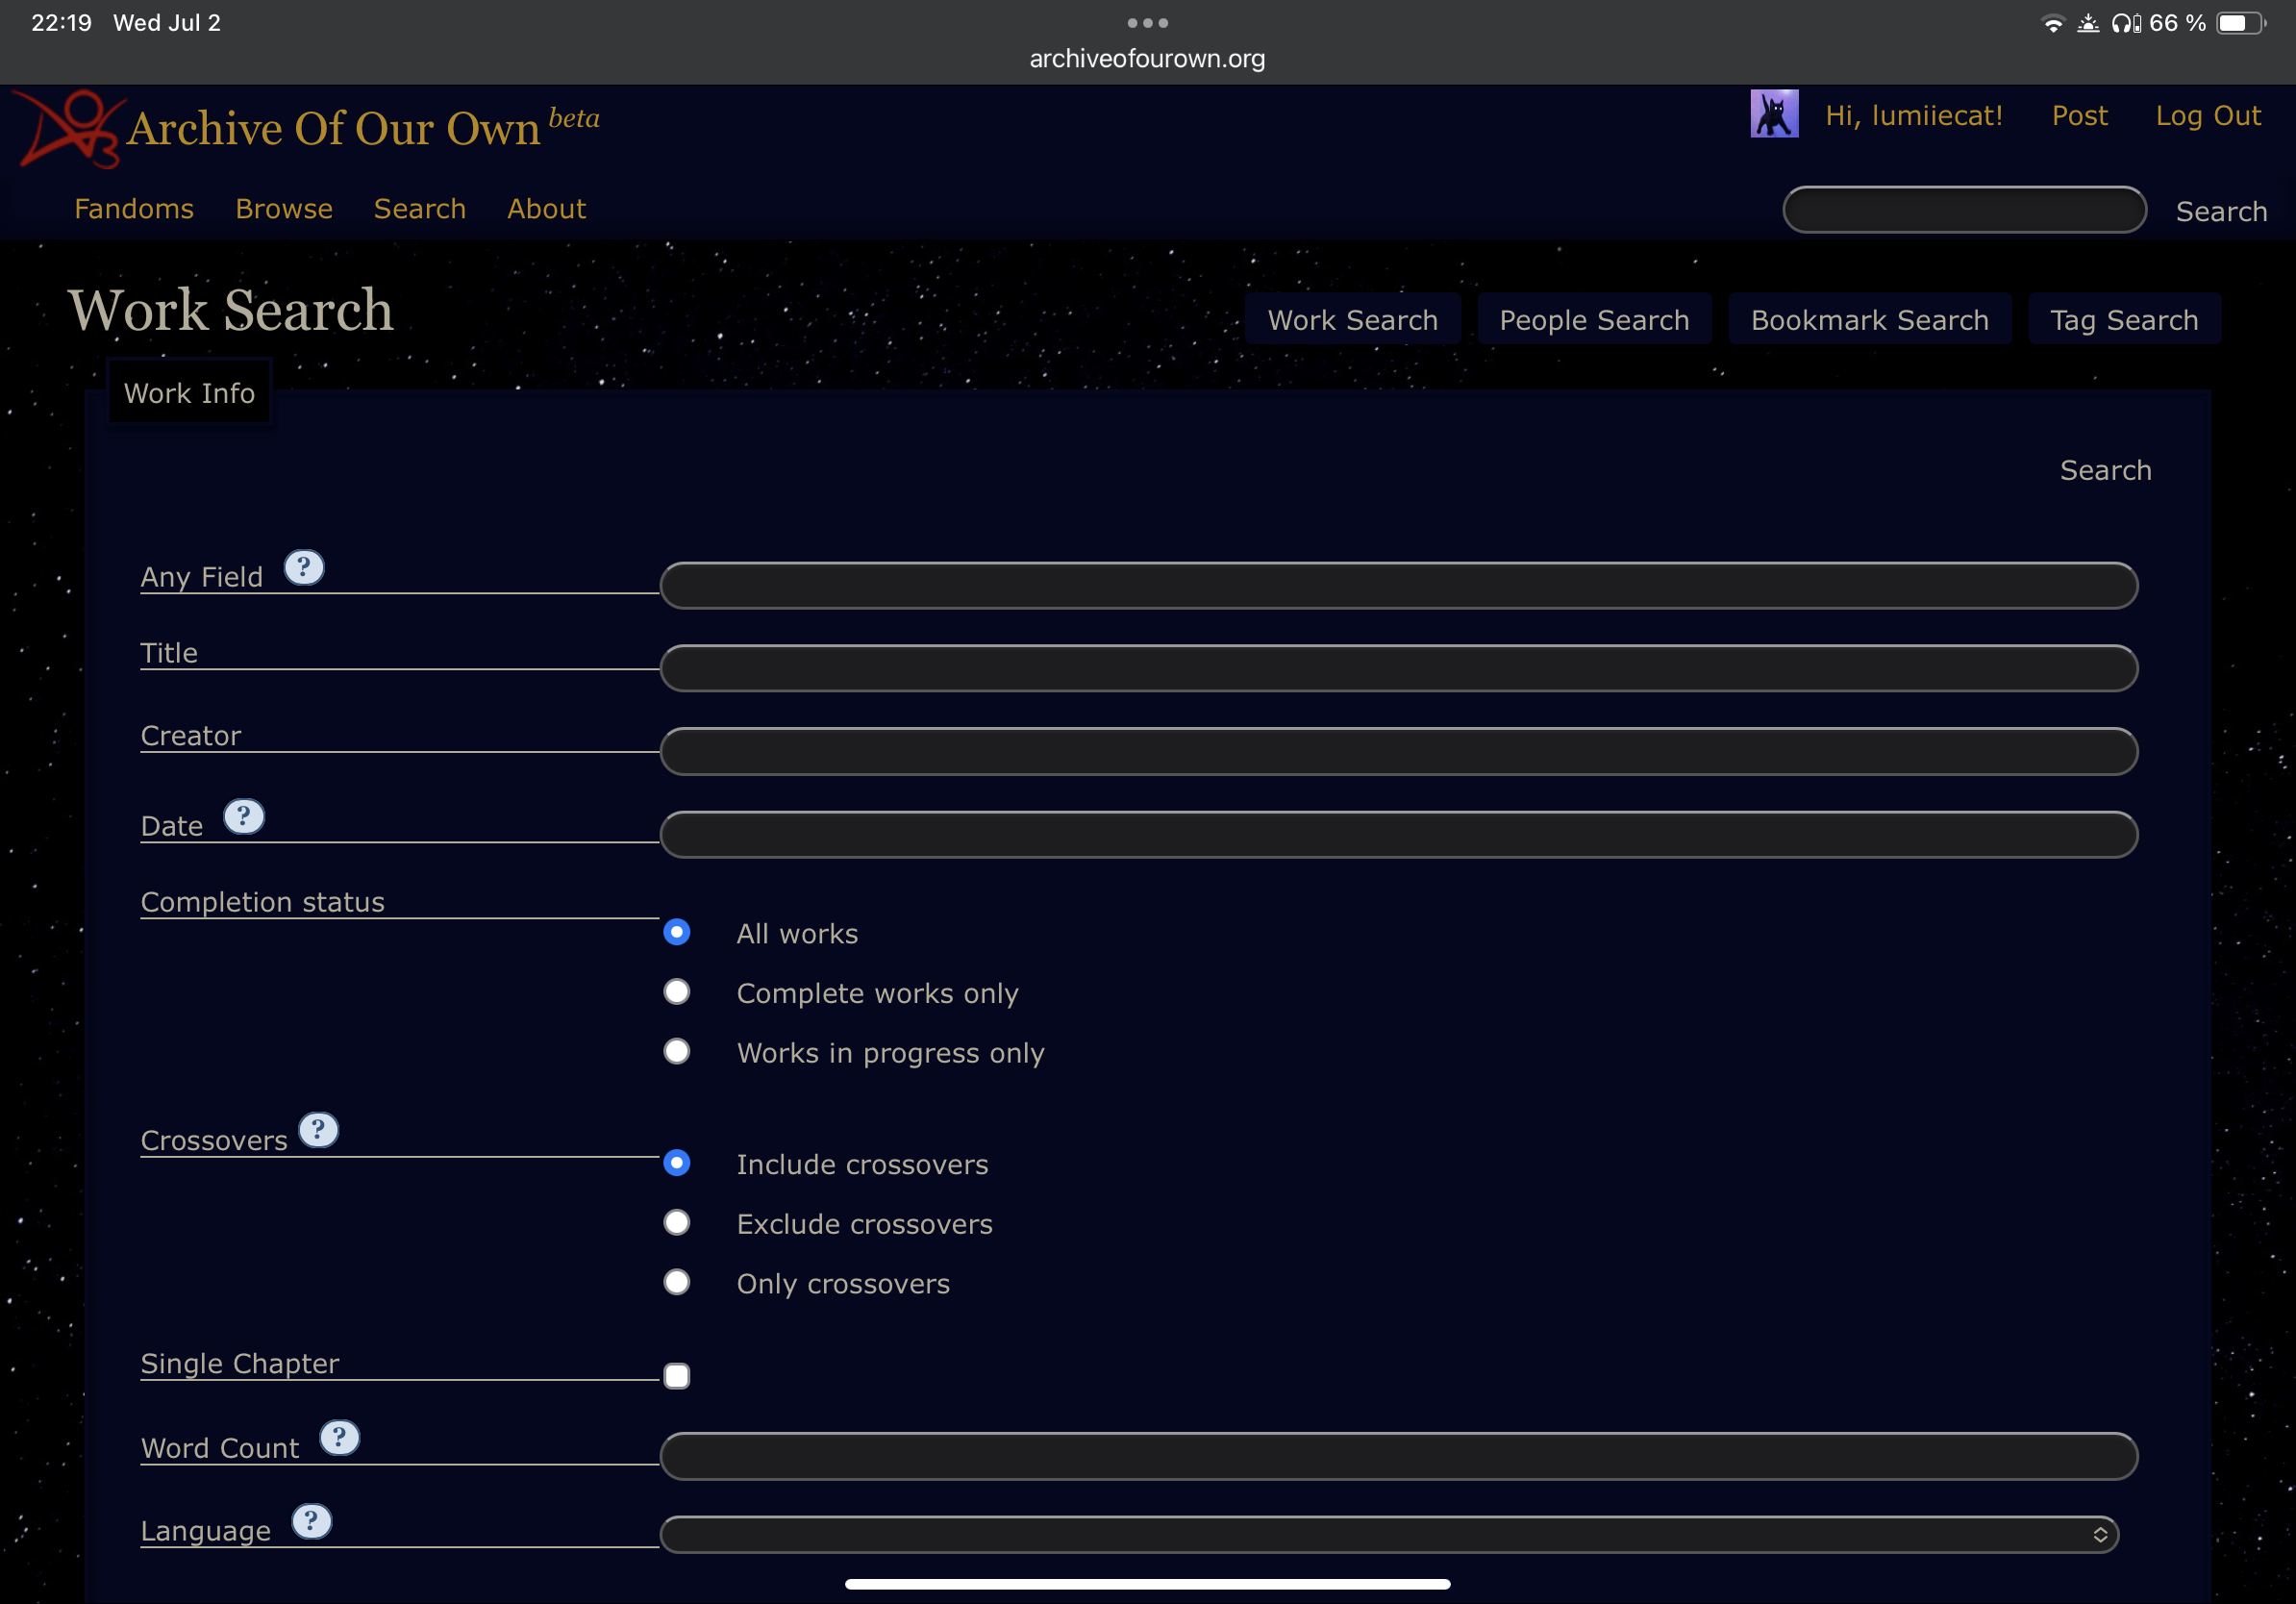 22:19 Wed Jul 2
66 %
archiveofourown.org
Archive Of Our Own beta
Hi, lumiiecat! Post Log Out
Fandoms Browse Search About
Search
Work Search
Work Search People Search Bookmark Search Tag Search
Work Info
Search
Any Field ?
Title
Creator
Date ?
Completion status
All works
Complete works only
Works in progress only
Crossovers ?
Include crossovers
Exclude crossovers
Only crossovers
Single Chapter
Word Count ?
Language ?